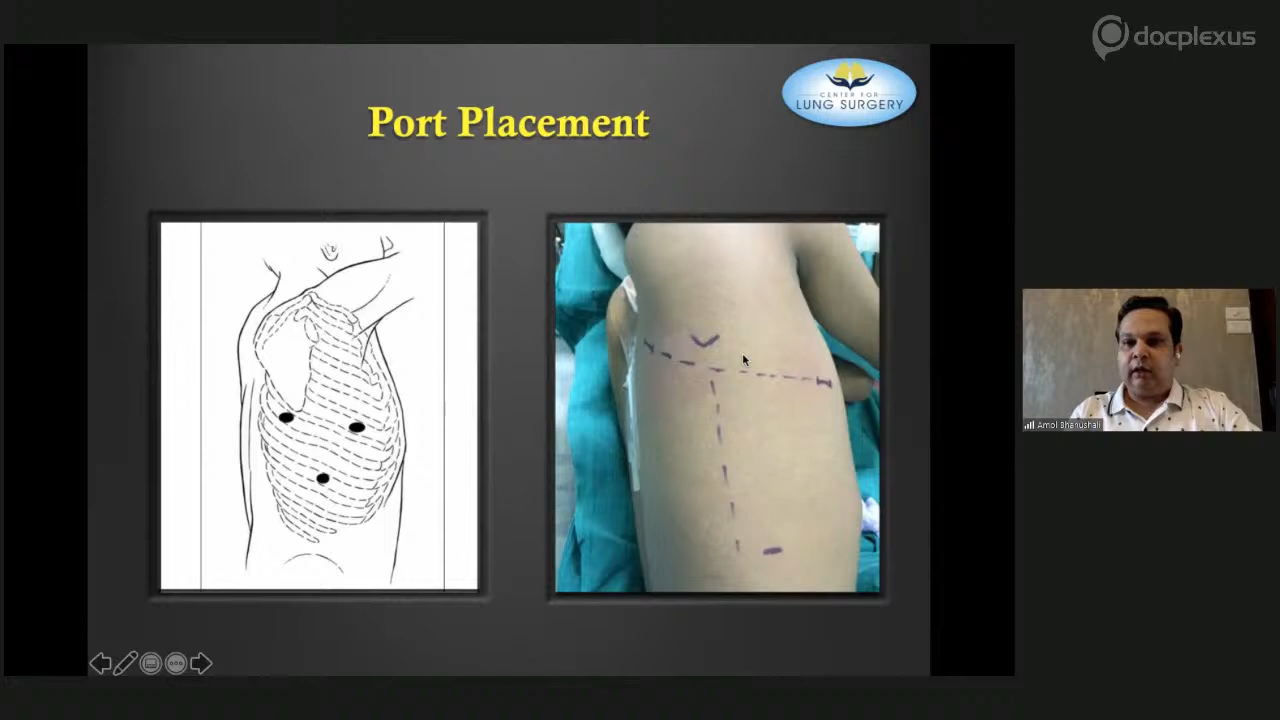 docplexus
CENTER FOR
LUNG SURGERY
Port Placement
Amol Bhanushali